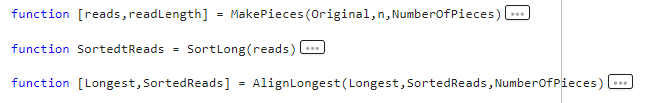 function [reads,readLength] = MakePieces(Original,n,NumberOfPieces) ...
function SortedtReads = SortLong(reads) ...
function [Longest,SortedReads] = AlignLongest(Longest,SortedReads,NumberOfPieces) ...